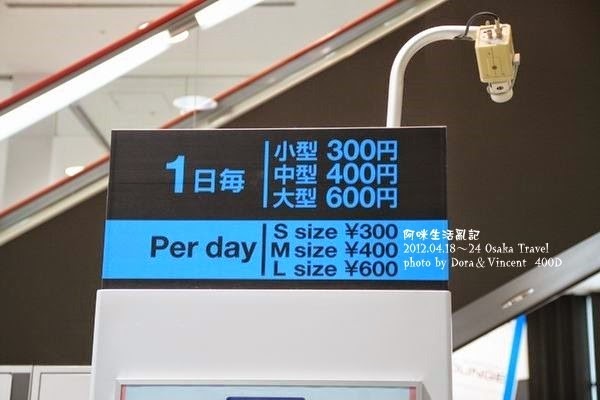 1日毎
小型 300円
中型 400円
大型 600円
Per day
S size ¥300
M size ¥400
L size ¥600
阿咪生活亂記
2012.04.18～24 Osaka Travel
photo by Dora & Vincent 400D